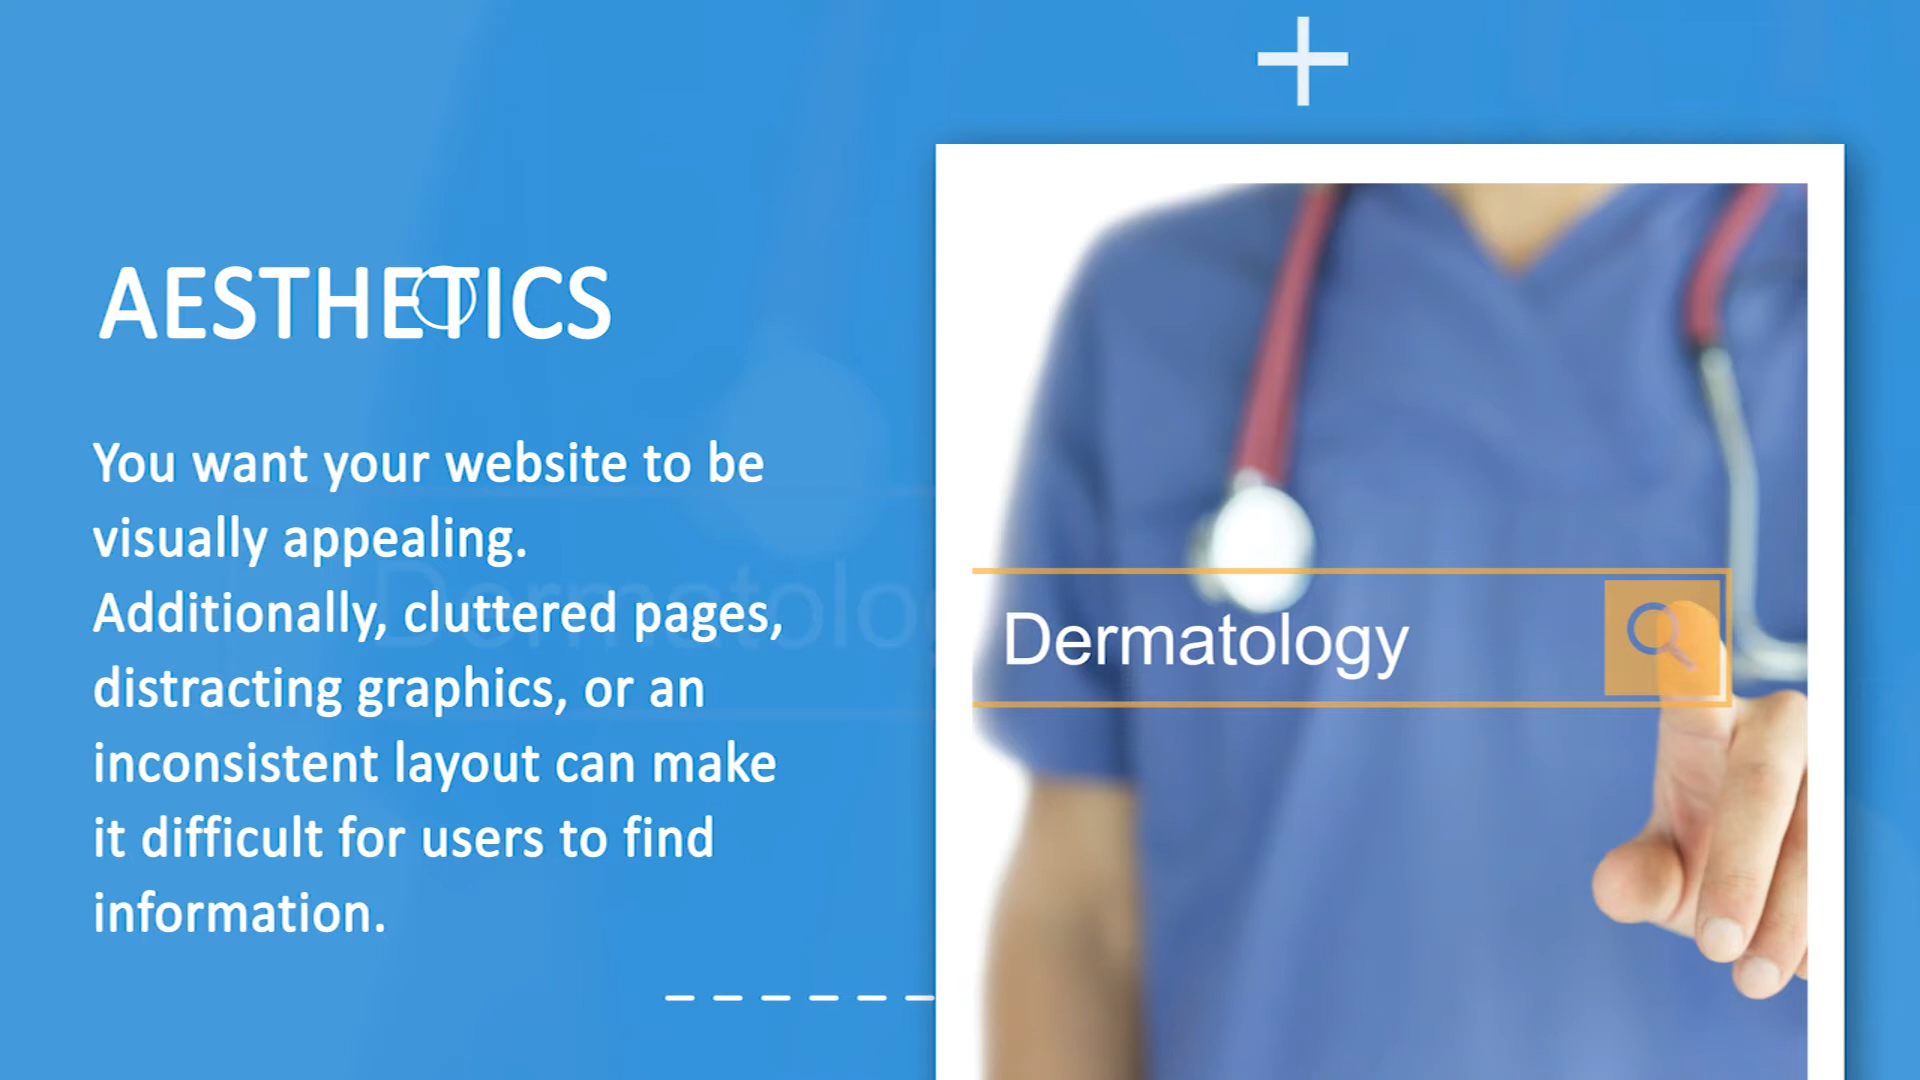 AESTHETICS
You want your website to be
visually appealing.
Additionally, cluttered pages,
distracting graphics, or an
inconsistent layout can make
it difficult for users to find
information.
Dermatology